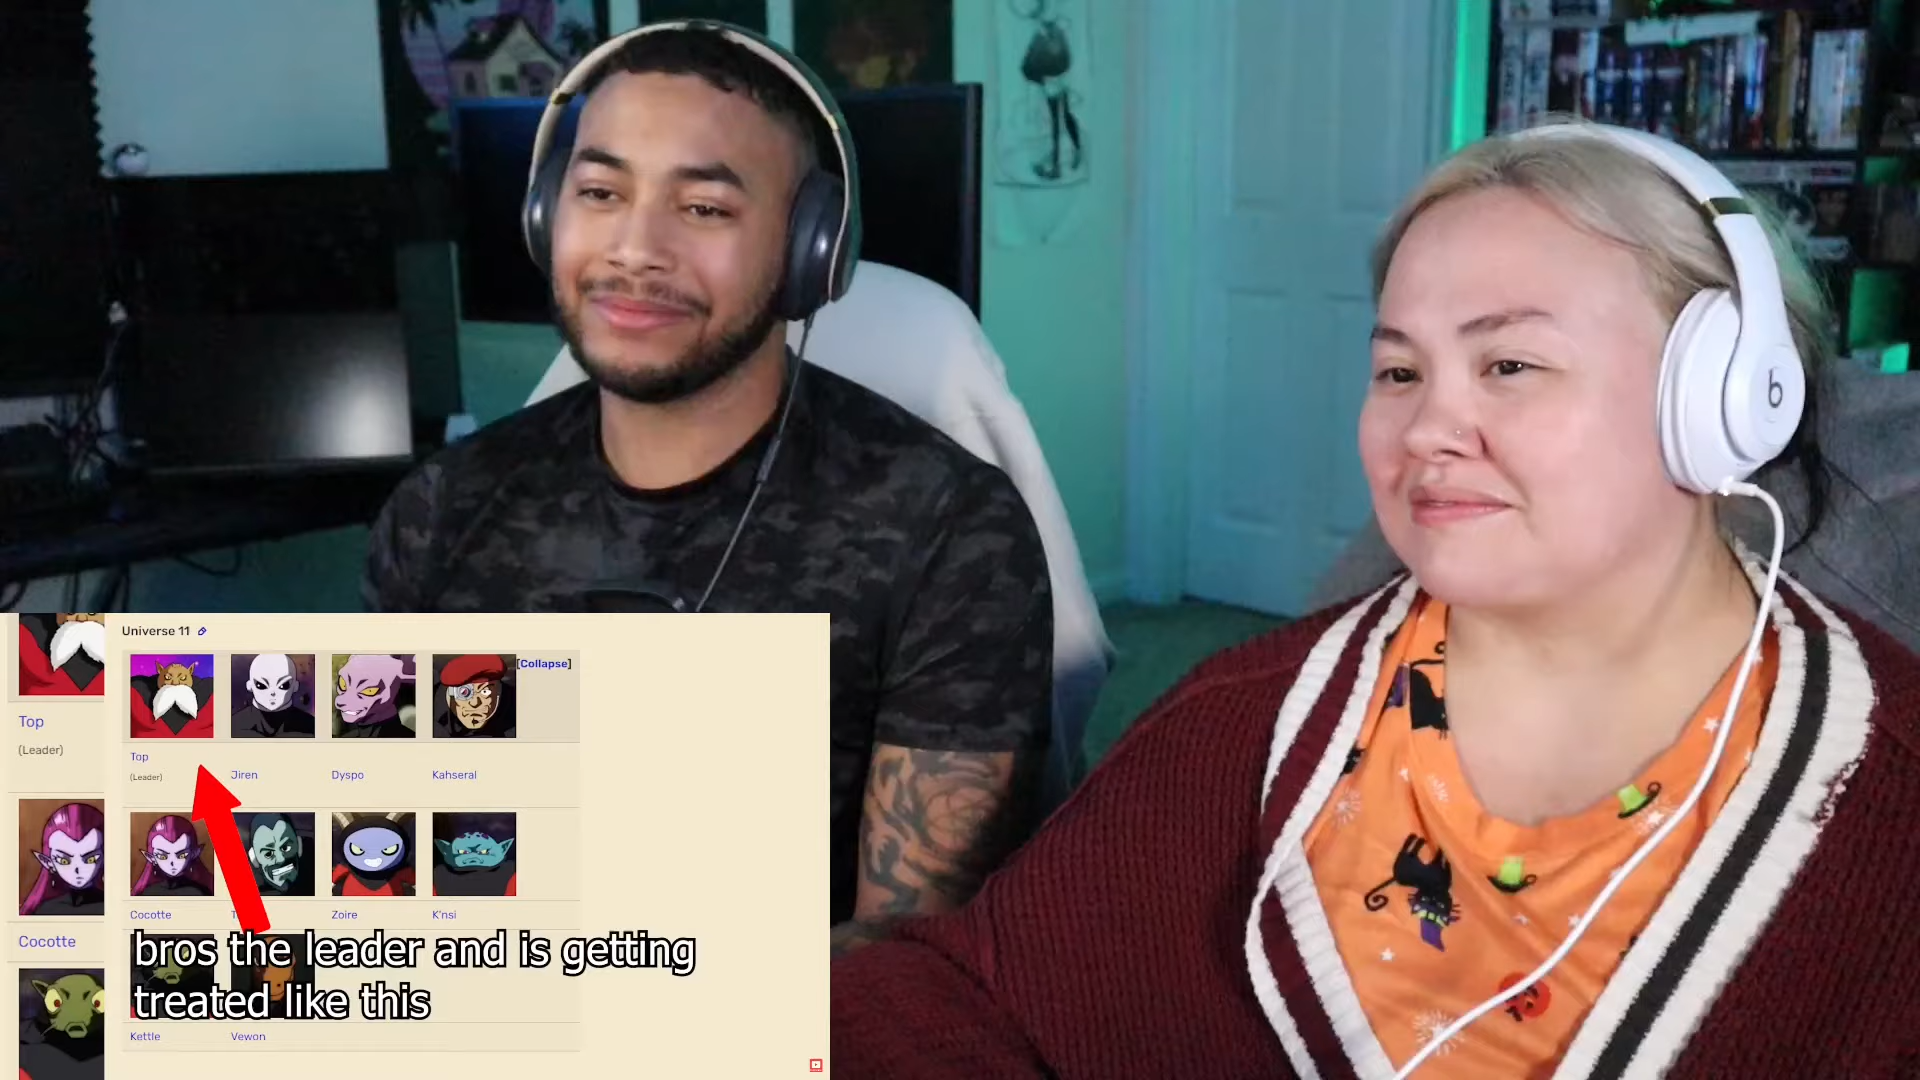 Universe 11
[Collapse]
Top
(Leader)
Top
(Leader)
Jiren
Dyspo
Kahseral
Cocotte
Cocotte
Zoire
K'nsi
bros the leader and is getting
treated like this
Kettle
Vewon
b